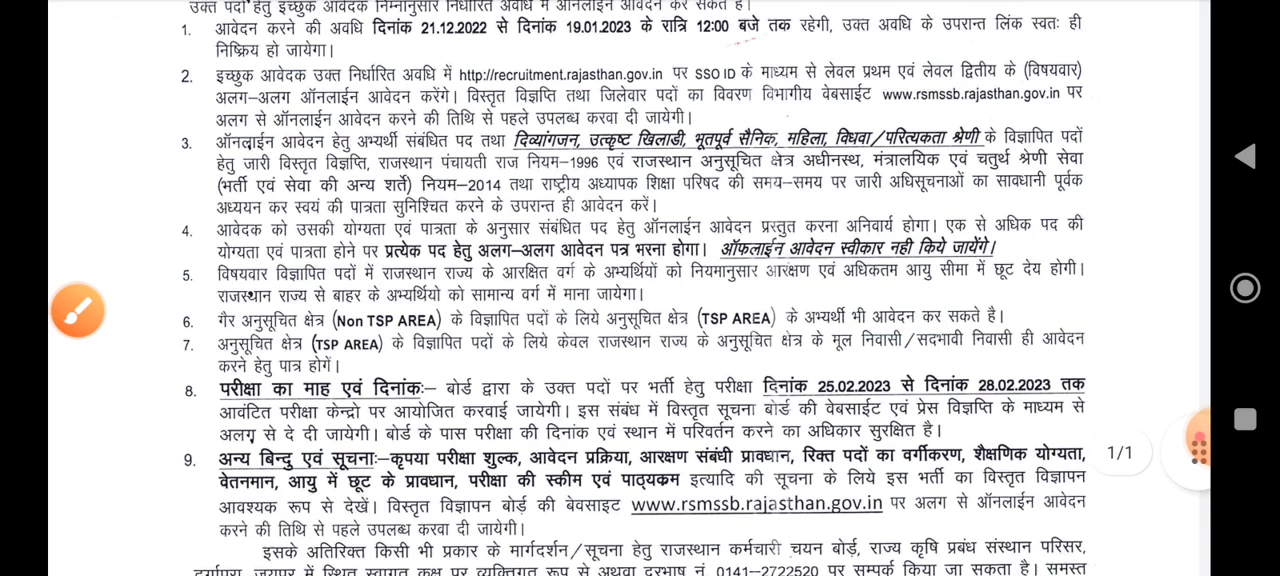 उक्त पदों हेतु इच्छुक आवेदक निम्नानुसार निर्धारित अवधि में ऑनलाईन आवेदन कर सकते है।
1. आवेदन करने की अवधि दिनांक 21.12.2022 से दिनांक 19.01.2023 के रात्रि 12:00 बजे तक रहेगी, उक्त अवधि के उपरान्त लिंक स्वतः ही
निष्क्रिय हो जायेगा।
2. इच्छुक आवेदक उक्त निर्धारित अवधि में http://recruitment.rajasthan.gov.in पर SSO ID के माध्यम से लेवल प्रथम एवं लेवल द्वितीय के (विषयवार)
अलग–अलग ऑनलाईन आवेदन करेंगे। विस्तृत विज्ञप्ति तथा जिलेवार पदों का विवरण विभागीय वेबसाईट www.rsmssb.rajasthan.gov.in पर
अलग से ऑनलाईन आवेदन करने की तिथि से पहले उपलब्ध करवा दी जायेगी।
3. ऑनलाईन आवेदन हेतु अभ्यर्थी संबंधित पद तथा दिव्यांगजन, उत्कृष्ट खिलाडी, भूतपूर्व सैनिक, महिला, विधवा/परित्यकता श्रेणी के विज्ञापित पदों
हेतु जारी विस्तृत विज्ञप्ति, राजस्थान पंचायती राज नियम–1996 एवं राजस्थान अनुसूचित क्षेत्र अधीनस्थ, मंत्रालयिक एवं चतुर्थ श्रेणी सेवा
(भर्ती एवं सेवा की अन्य शर्ते) नियम–2014 तथा राष्ट्रीय अध्यापक शिक्षा परिषद की समय–समय पर जारी अधिसूचनाओं का सावधानी पूर्वक
अध्ययन कर स्वयं की पात्रता सुनिश्चित करने के उपरान्त ही आवेदन करें।
4. आवेदक को उसकी योग्यता एवं पात्रता के अनुसार संबंधित पद हेतु ऑनलाईन आवेदन प्रस्तुत करना अनिवार्य होगा। एक से अधिक पद की
योग्यता एवं पात्रता होने पर प्रत्येक पद हेतु अलग–अलग आवेदन पत्र भरना होगा। ऑफलाईन आवेदन स्वीकार नही किये जायेंगे।
5. विषयवार विज्ञापित पदों में राजस्थान राज्य के आरक्षित वर्ग के अभ्यर्थियों को नियमानुसार आरक्षण एवं अधिकतम आयु सीमा में छूट देय होगी।
राजस्थान राज्य से बाहर के अभ्यर्थियो को सामान्य वर्ग में माना जायेगा।
6. गैर अनुसूचित क्षेत्र (Non TSP AREA) के विज्ञापित पदों के लिये अनुसूचित क्षेत्र (TSP AREA) के अभ्यर्थी भी आवेदन कर सकते है।
7. अनुसूचित क्षेत्र (TSP AREA) के विज्ञापित पदों के लिये केवल राजस्थान राज्य के अनुसूचित क्षेत्र के मूल निवासी/सदभावी निवासी ही आवेदन
करने हेतु पात्र होगें।
8. परीक्षा का माह एवं दिनांकः– बोर्ड द्वारा के उक्त पदों पर भर्ती हेतु परीक्षा दिनांक 25.02.2023 से दिनांक 28.02.2023 तक
आवंटित परीक्षा केन्द्रो पर आयोजित करवाई जायेगी। इस संबंध में विस्तृत सूचना बोर्ड की वेबसाईट एवं प्रेस विज्ञप्ति के माध्यम से
अलग से दे दी जायेगी। बोर्ड के पास परीक्षा की दिनांक एवं स्थान में परिवर्तन करने का अधिकार सुरक्षित है।
9. अन्य बिन्दु एवं सूचनाः–कृपया परीक्षा शुल्क, आवेदन प्रक्रिया, आरक्षण संबंधी प्रावधान, रिक्त पदों का वर्गीकरण, शैक्षणिक योग्यता,
वेतनमान, आयु में छूट के प्रावधान, परीक्षा की स्कीम एवं पाठ्यक्रम इत्यादि की सूचना के लिये इस भर्ती का विस्तृत विज्ञापन
आवश्यक रूप से देखें। विस्तृत विज्ञापन बोर्ड की बेवसाइट www.rsmssb.rajasthan.gov.in पर अलग से ऑनलाईन आवेदन
करने की तिथि से पहले उपलब्ध करवा दी जायेगी।
इसके अतिरिक्त किसी भी प्रकार के मार्गदर्शन/सूचना हेतु राजस्थान कर्मचारी चयन बोर्ड, राज्य कृषि प्रबंध संस्थान परिसर,
दुर्गापुरा, जयपुर में स्थित स्वागत कक्ष पर व्यक्तिगत रूप से अथवा दूरभाष नं. 0141–2722520 पर सम्पर्क किया जा सकता है। समस्त
1/1